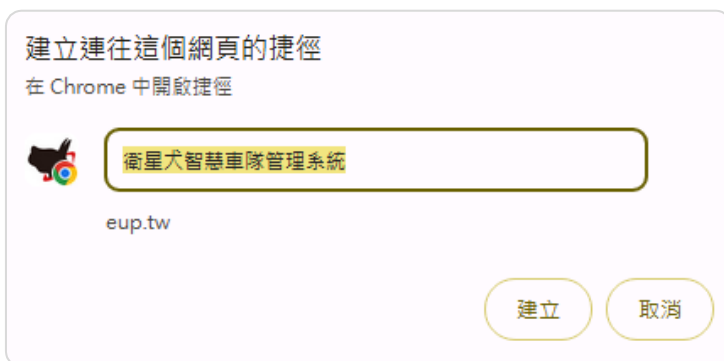 建立連往這個網頁的捷徑
在 Chrome 中開啟捷徑
衛星犬智慧車隊管理系統
eup.tw
建立 取消